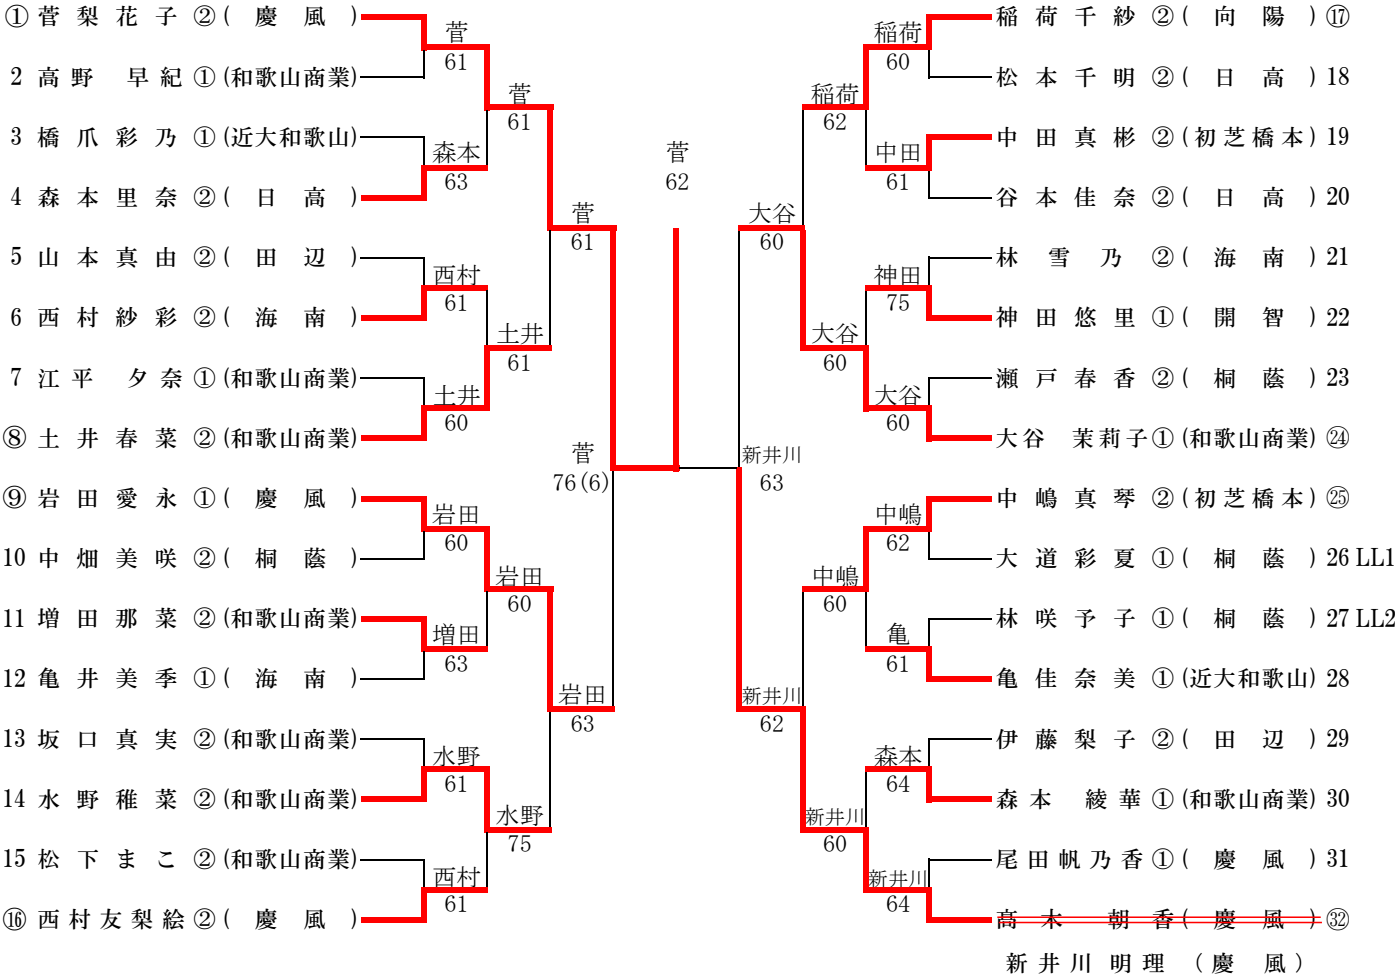 ① 菅 梨 花 子 ② ( 慶 風 )
2 高 野 早 紀 ① (和歌山商業)
3 橋 爪 彩 乃 ① (近大和歌山)
4 森 本 里 奈 ② ( 日 高 )
5 山 本 真 由 ② ( 田 辺 )
6 西 村 紗 彩 ② ( 海 南 )
7 江 平 夕 奈 ① (和歌山商業)
⑧ 土 井 春 菜 ② (和歌山商業)
⑨ 岩 田 愛 永 ① ( 慶 風 )
10 中 畑 美 咲 ② ( 桐 蔭 )
11 増 田 那 菜 ② (和歌山商業)
12 亀 井 美 季 ① ( 海 南 )
13 坂 口 真 実 ② (和歌山商業)
14 水 野 稚 菜 ② (和歌山商業)
15 松 下 ま こ ② (和歌山商業)
⑯ 西 村 友 梨 絵 ② ( 慶 風 )
菅
61
森本
63
西村
61
土井
60
岩田
60
増田
63
水野
61
西村
61
菅
61
土井
61
岩田
60
水野
75
菅
61
岩田
63
菅
76(6)
菅
62
新井川
63
大谷
60
新井川
62
稲荷
62
大谷
60
中嶋
60
新井川
60
稲荷
60
中田
61
神田
75
大谷
60
中嶋
62
亀
61
森本
64
新井川
64
稲 荷 千 紗 ② ( 向 陽 ) ⑰
松 本 千 明 ② ( 日 高 ) 18
中 田 真 彬 ② (初芝橋本) 19
谷 本 佳 奈 ② ( 日 高 ) 20
林 雪 乃 ② ( 海 南 ) 21
神 田 悠 里 ① ( 開 智 ) 22
瀬 戸 春 香 ② ( 桐 蔭 ) 23
大谷 茉莉子 ① (和歌山商業) ㉔
中 嶋 真 琴 ② (初芝橋本) ㉕
大 道 彩 夏 ① ( 桐 蔭 ) 26 LL1
林 咲 予 子 ① ( 桐 蔭 ) 27 LL2
亀 佳 奈 美 ① (近大和歌山) 28
伊 藤 梨 子 ② ( 田 辺 ) 29
森 本 綾 華 ① (和歌山商業) 30
尾 田 帆 乃 香 ① ( 慶 風 ) 31
高 木 朝 香 ( 慶 風 ) ㉜
新 井 川 明 理 ( 慶 風 )